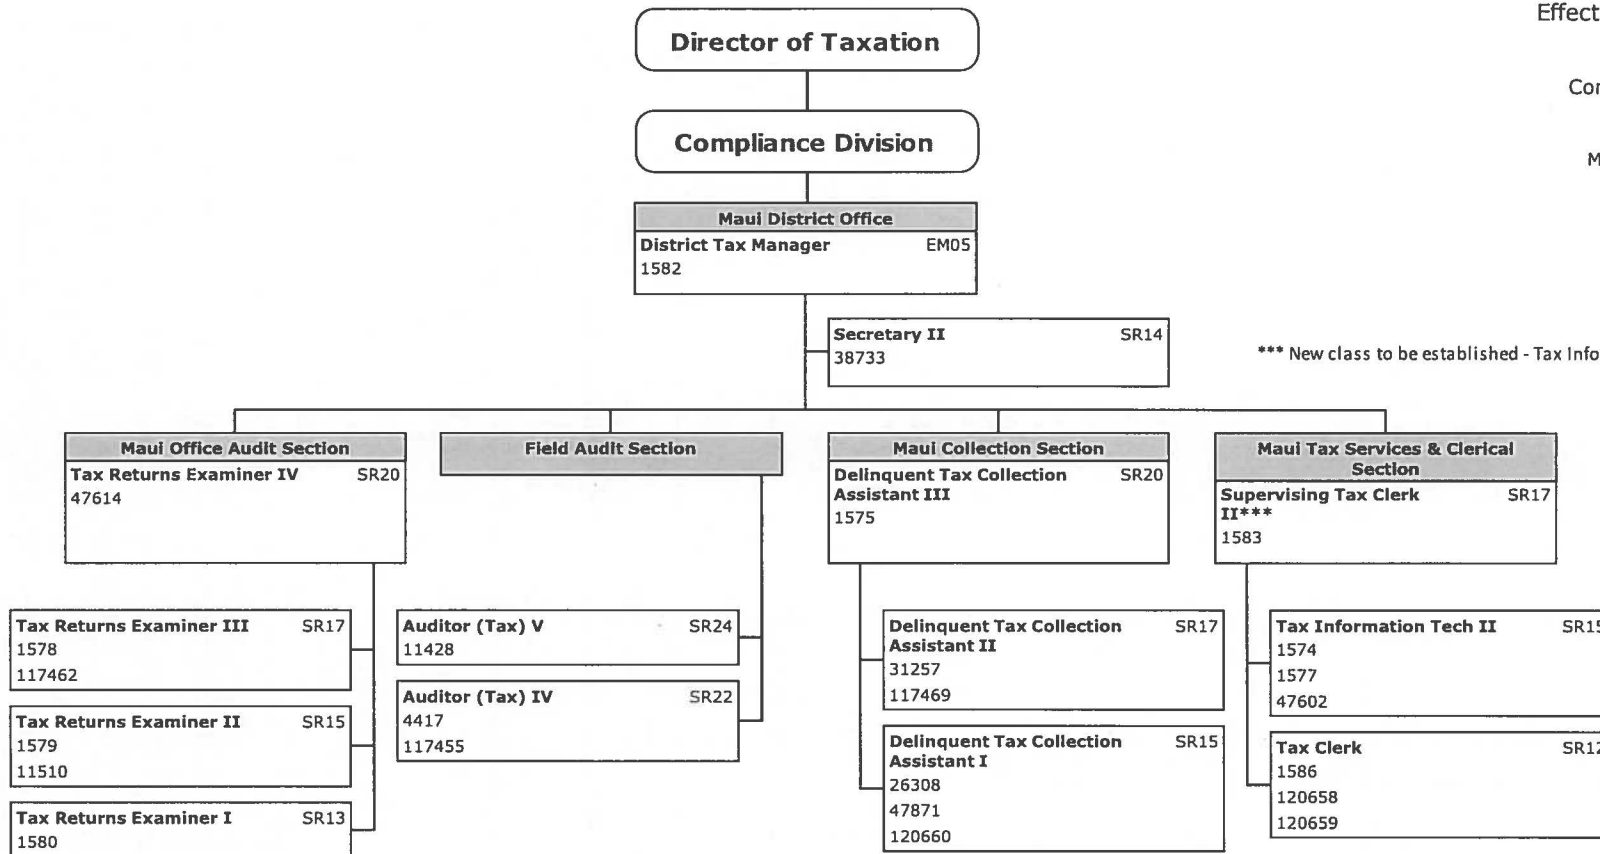 Effect
Director of Taxation
Cor
Compliance Division
M
Maui District Office
District Tax Manager EM05
1582
Secretary II SR14
38733
*** New class to be established - Tax Info
Maui Office Audit Section
Tax Returns Examiner IV SR20
47614
Tax Returns Examiner III SR17
1578
117462
Tax Returns Examiner II SR15
1579
11510
Tax Returns Examiner I SR13
1580
Field Audit Section
Auditor (Tax) V SR24
11428
Auditor (Tax) IV SR22
4417
117455
Maui Collection Section
Delinquent Tax Collection SR20
Assistant III
1575
Delinquent Tax Collection SR17
Assistant II
31257
117469
Delinquent Tax Collection SR15
Assistant I
26308
47871
120660
Maui Tax Services & Clerical
Section
Supervising Tax Clerk SR17
II***
1583
Tax Information Tech II SR15
1574
1577
47602
Tax Clerk SR12
1586
120658
120659